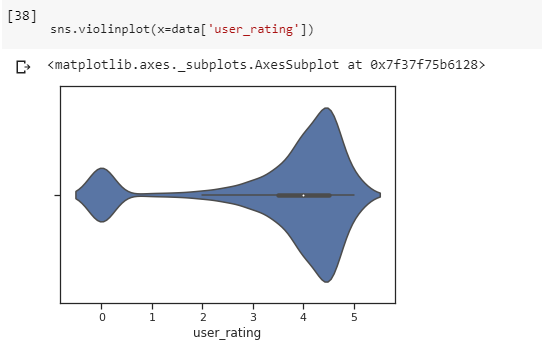 [38]
sns.violinplot(x=data['user_rating'])
<matplotlib.axes._subplots.AxesSubplot at 0x7f37f75b6128>
0 1 2 3 4 5
user_rating